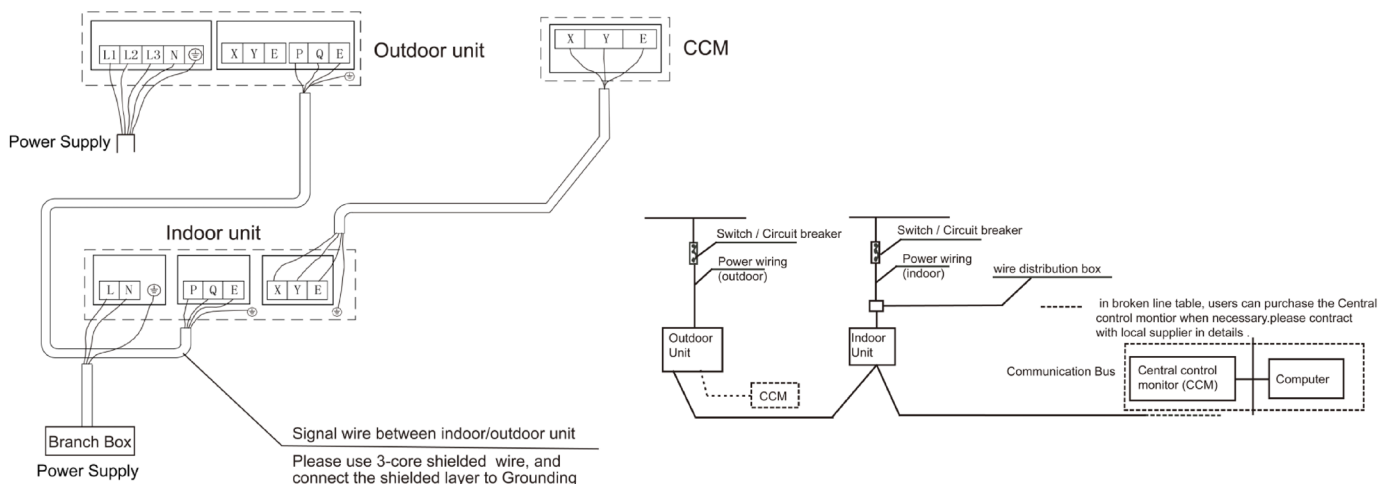 L1 L2 L3 N
X Y E P Q E
Outdoor unit
X Y E
CCM
Power Supply
Indoor unit
L N
P Q E
X Y E
Branch Box
Power Supply
Signal wire between indoor/outdoor unit
Please use 3-core shielded wire, and
connect the shielded layer to Grounding
Switch / Circuit breaker
Power wiring
(outdoor)
Outdoor
Unit
CCM
Switch / Circuit breaker
Power wiring
(indoor)
wire distribution box
Indoor
Unit
in broken line table, users can purchase the Central
control montior when necessary.please contract
with local supplier in details .
Communication Bus
Central control
monitor (CCM)
Computer